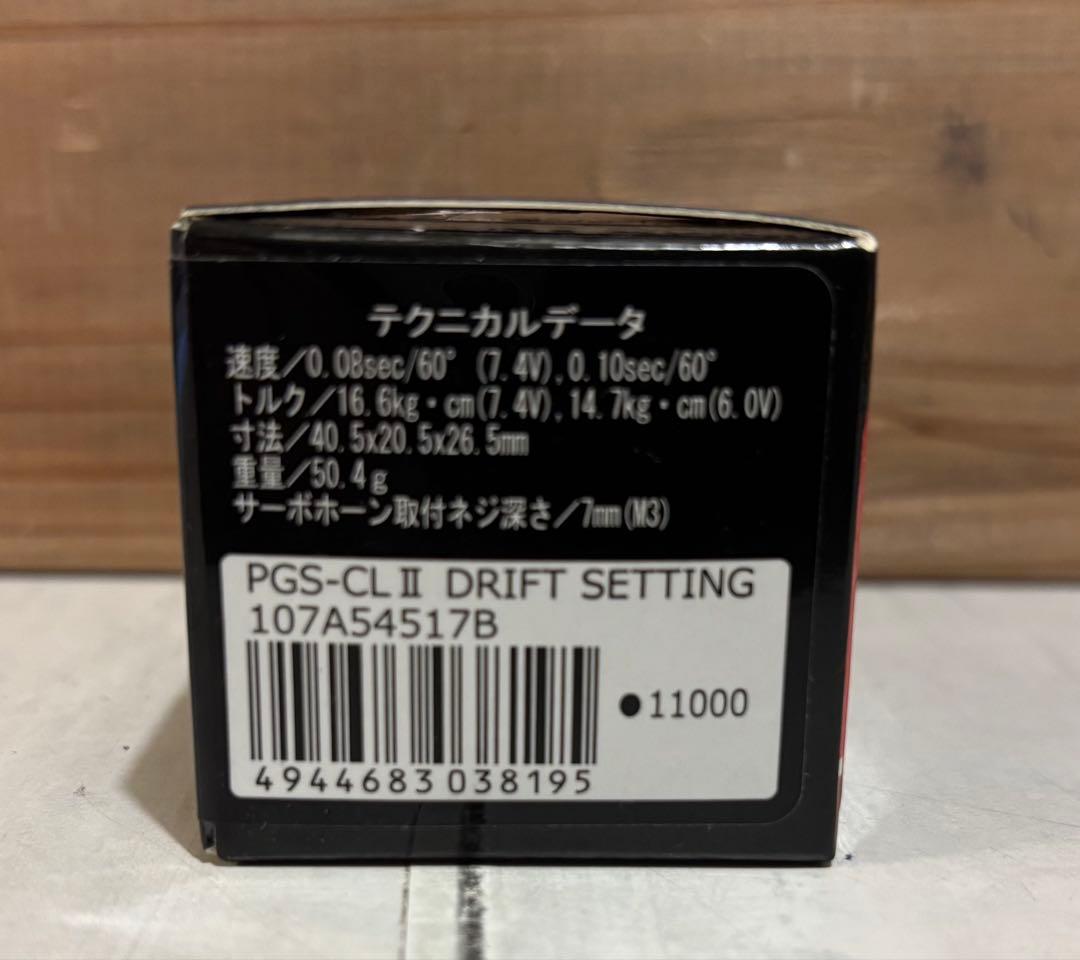 テクニカルデータ
速度／0.08sec/60° (7.4V),0.10sec/60°
トルク／16.6kg・cm(7.4V),14.7kg・cm(6.0V)
寸法／40.5x20.5x26.5mm
重量／50.4g
サーボホーン取付ネジ深さ／7mm(M3)
PGS-CLⅡ DRIFT SETTING
107A54517B
●11000
4944683038195